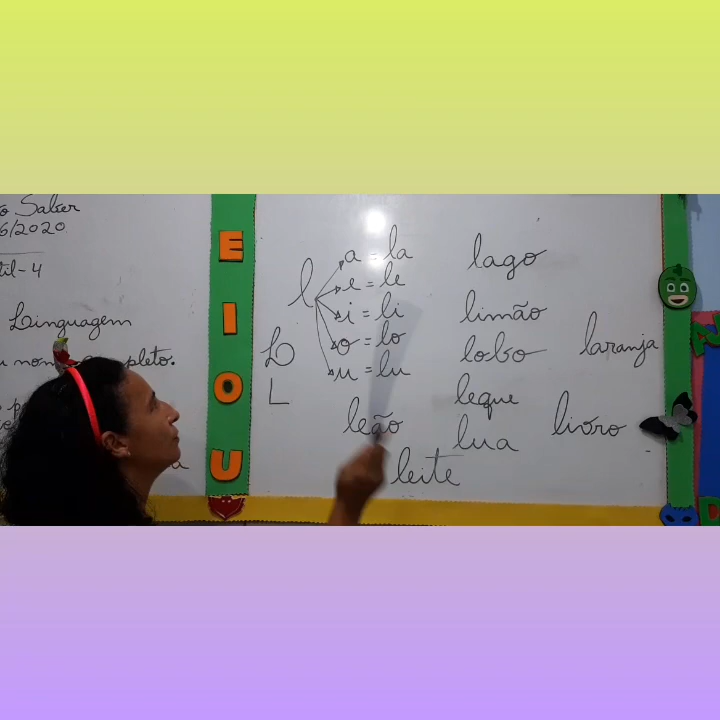 o Saber
6/2020
til-4
Linguagem
pleto.
E
I
O
U
l
a = la
e = le
i = li
o = lo
u = lu
L
L
lago
limão
lobo
leque
lua
leão
leite
laranja
livro